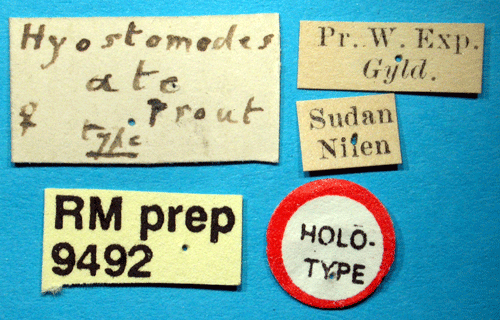 Hyostomodes
ate
♀ Prout
type
Pr. W. Exp.
Gyld.
Sudan
Nilen
RM prep
9492
HOLO-
TYPE